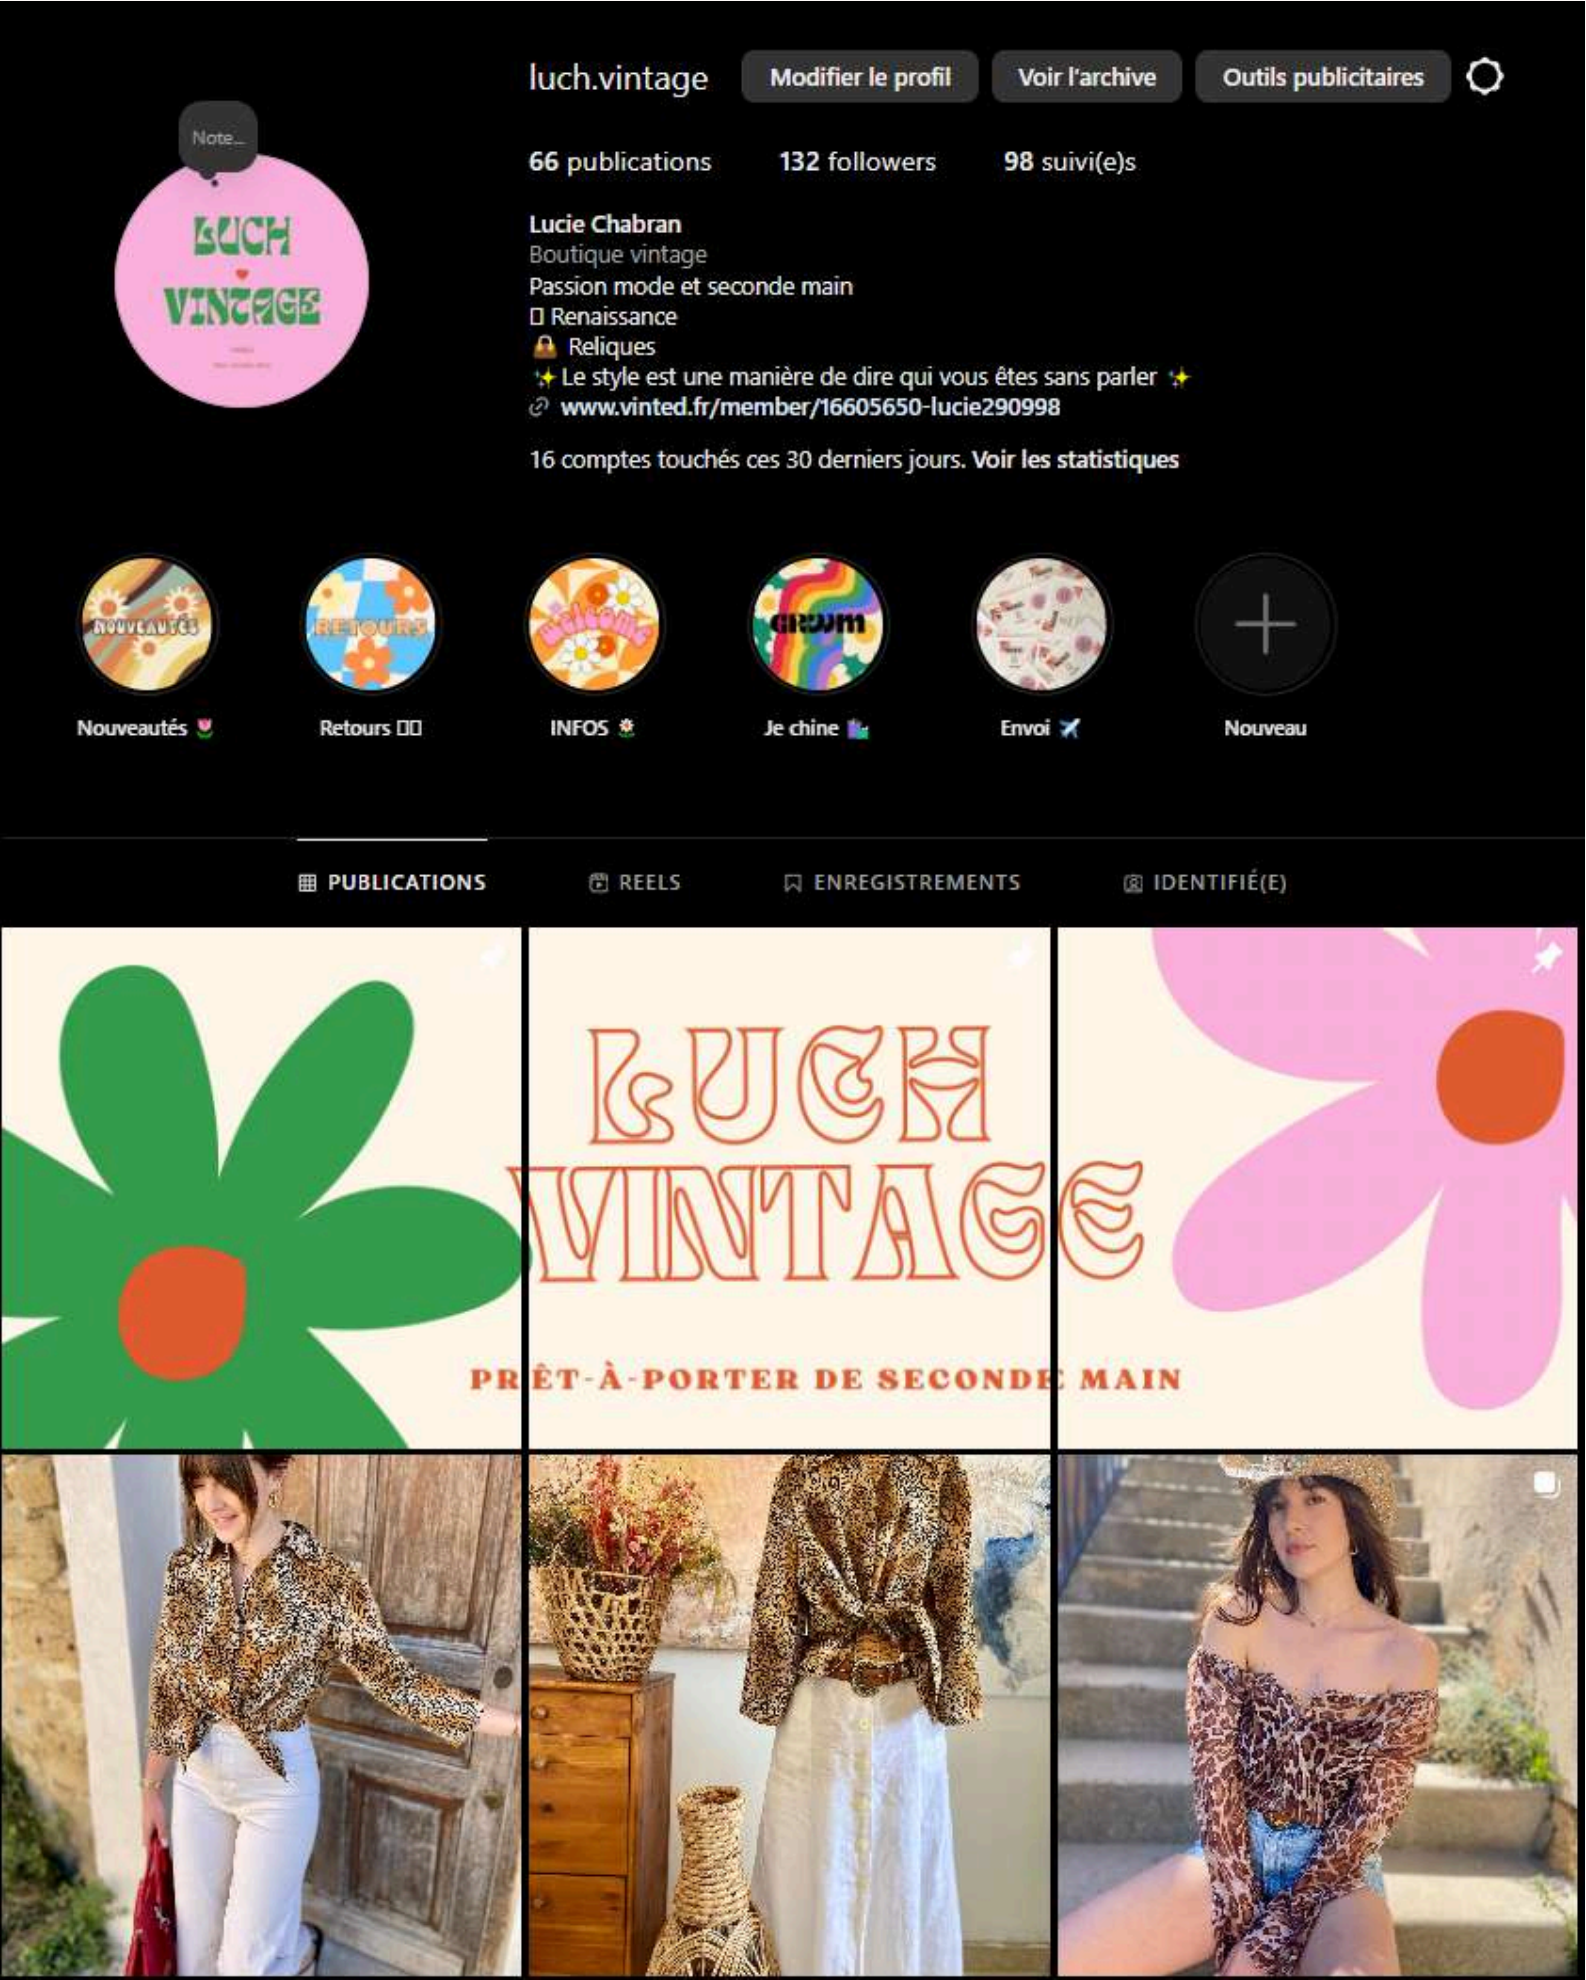 luch.vintage Modifier le profil Voir l'archive Outils publicitaires
Note...
66 publications 132 followers 98 suivi(e)s
LUCH
VINTAGE
Lucie Chabran
Boutique vintage
Passion mode et seconde main
Renaissance
👜 Reliques
✨Le style est une manière de dire qui vous êtes sans parler ✨
www.vinted.fr/member/16605650-lucie290998
16 comptes touchés ces 30 derniers jours. Voir les statistiques
NOUVEAUTÉS RETOURS welcome GRWM
Nouveautés 🌷 Retours INFOS 🌼 Je chine 🛍️ Envoi ✈️ Nouveau
PUBLICATIONS REELS ENREGISTREMENTS IDENTIFIÉ(E)
LUCH
VINTAGE
PRÊT-À-PORTER DE SECONDE MAIN